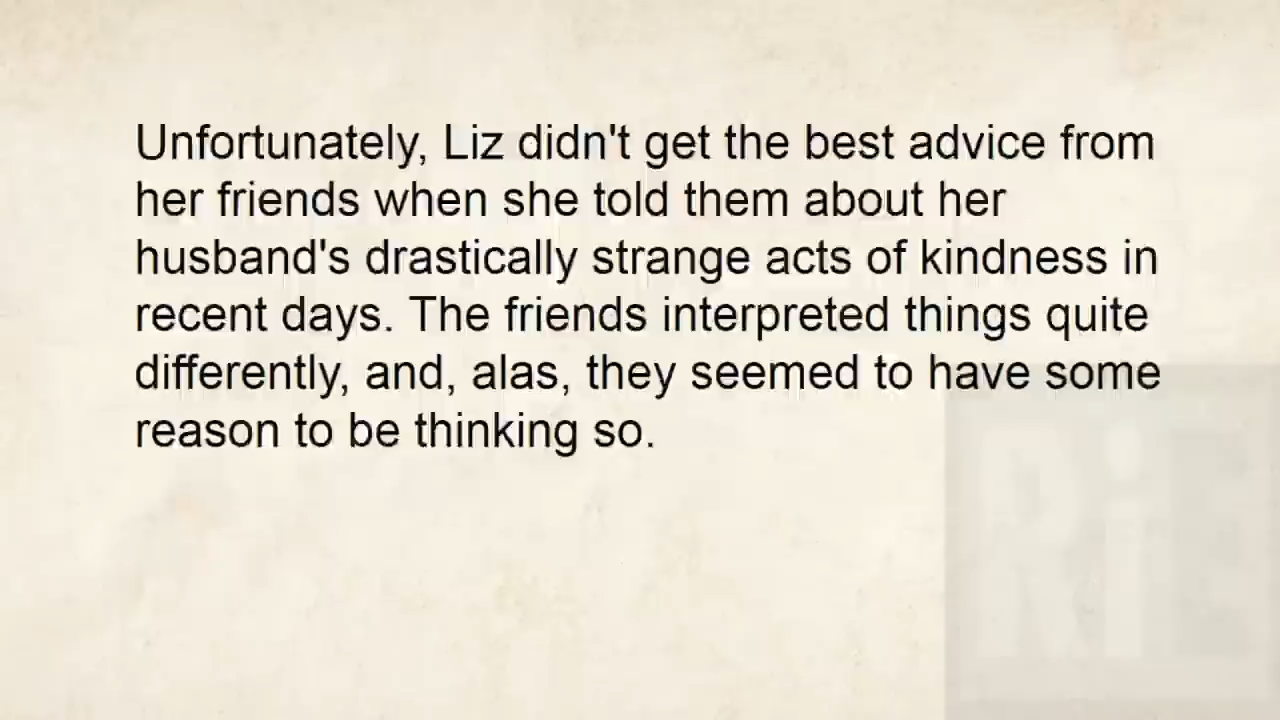 Unfortunately, Liz didn't get the best advice from
her friends when she told them about her
husband's drastically strange acts of kindness in
recent days. The friends interpreted things quite
differently, and, alas, they seemed to have some
reason to be thinking so.
RiE